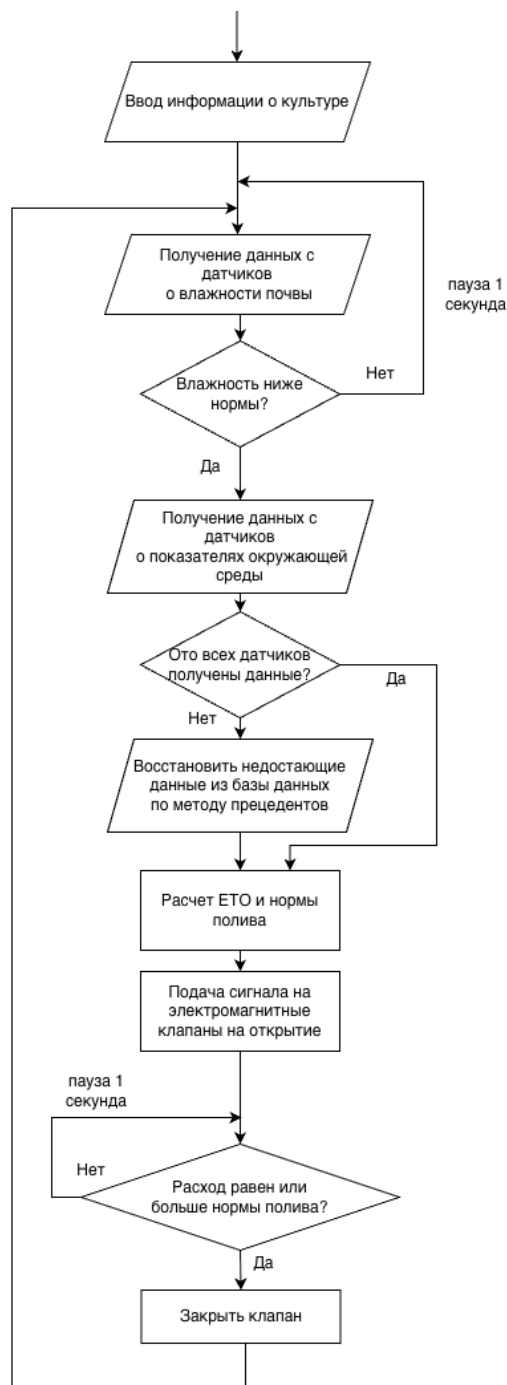 Ввод информации о культуре
Получение данных с
датчиков
о влажности почвы
пауза 1
секунда
Влажность ниже
нормы?
Нет
Да
Получение данных с
датчиков
о показателях окружающей
среды
Ото всех датчиков
получены данные?
Да
Нет
Восстановить недостающие
данные из базы данных
по методу прецедентов
Расчет ЕТО и нормы
полива
Подача сигнала на
электромагнитные
клапаны на открытие
пауза 1
секунда
Нет
Расход равен или
больше нормы полива?
Да
Закрыть клапан